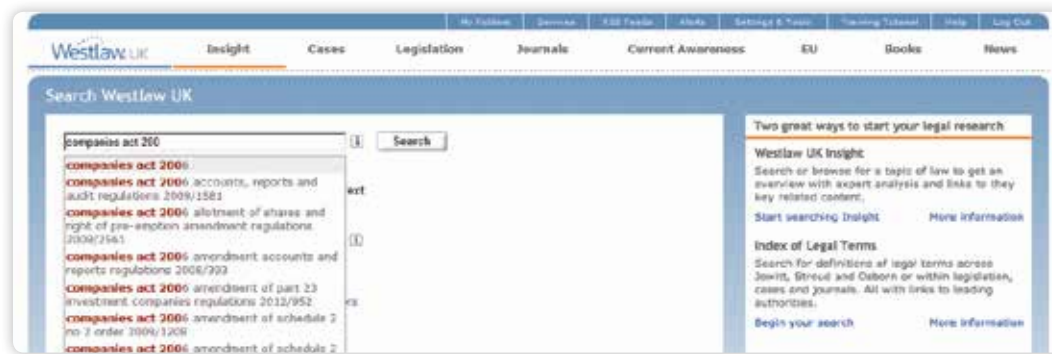 My Folders Services RSS Feeds Alerts Settings & Tools Training Tutorial Help Log Out
Westlaw UK Insight Cases Legislation Journals Current Awareness EU Books News
Search Westlaw UK
companies act 200 Search
companies act 2006
companies act 2006 accounts, reports and
audit regulations 2009/1581
companies act 2006 allotment of shares and
right of pre-emption amendment regulations
2009/2561
companies act 2006 amendment accounts and
reports regulations 2008/393
companies act 2006 amendment of part 23
investment companies regulations 2012/952
companies act 2006 amendment of schedule 2
no 2 order 2009/1208
companies act 2006 amendment of schedule 2
ext
rs
Two great ways to start your legal research
Westlaw UK Insight
Search or browse for a topic of law to get an
overview with expert analysis and links to they
key related content.
Start searching Insight More information
Index of Legal Terms
Search for definitions of legal terms across
Jowitt, Stroud and Osborn or within legislation,
cases and journals. All with links to leading
authorities.
Begin your search More information